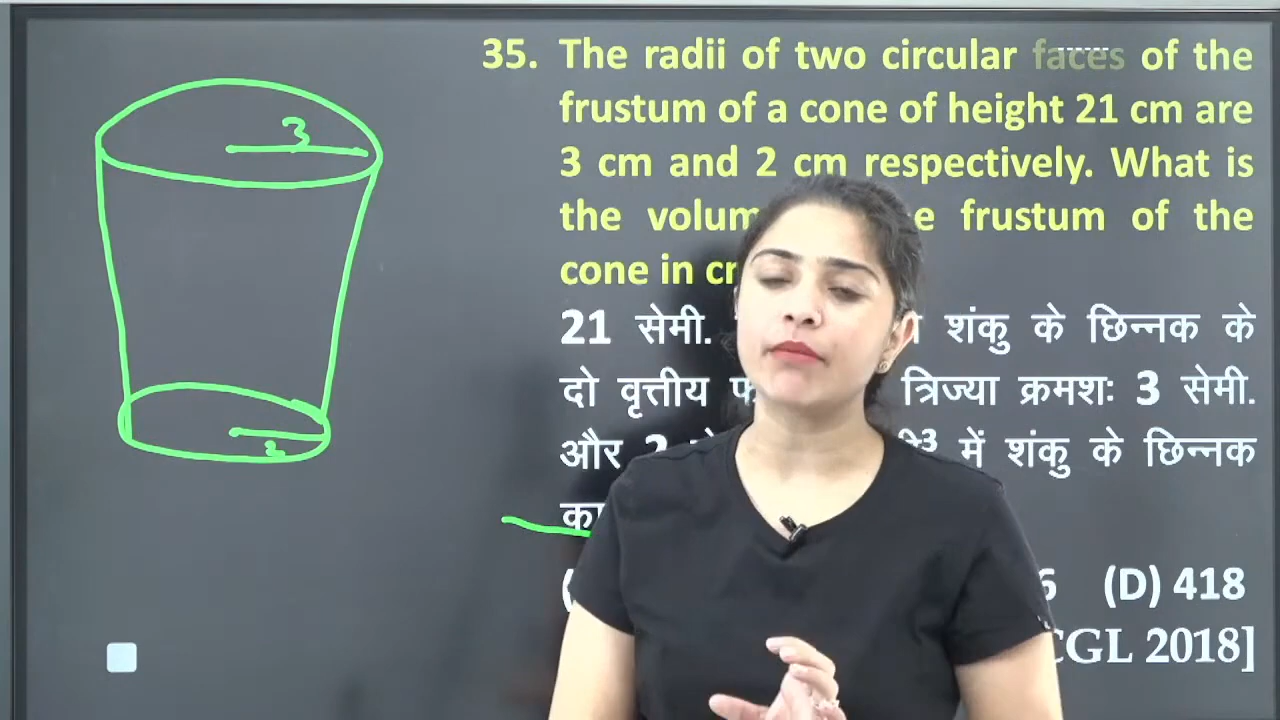 3
2
35. The radii of two circular faces of the
frustum of a cone of height 21 cm are
3 cm and 2 cm respectively. What is
the frustum of the
cone in
21 सेमी. शंकु के छिन्नक के
दो वृत्तीय त्रिज्या क्रमशः 3 सेमी.
और में शंकु के छिन्नक
(D) 418
CGL 2018]